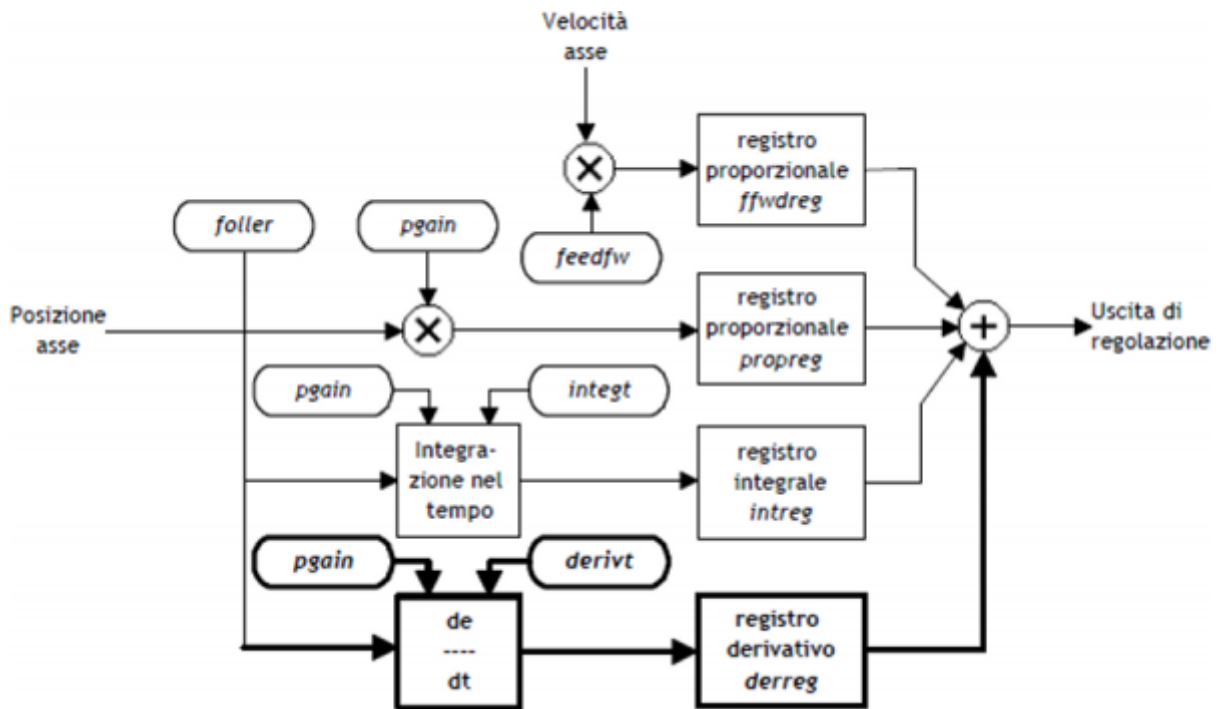 Velocità
asse
registro
proporzionale
ffwdreg
foller
pgain
feedfw
Posizione
asse
registro
proporzionale
propreg
Uscita di
regolazione
pgain
integt
Integra-
zione nel
tempo
registro
integrale
intreg
pgain
derivt
de
----
dt
registro
derivativo
derreg